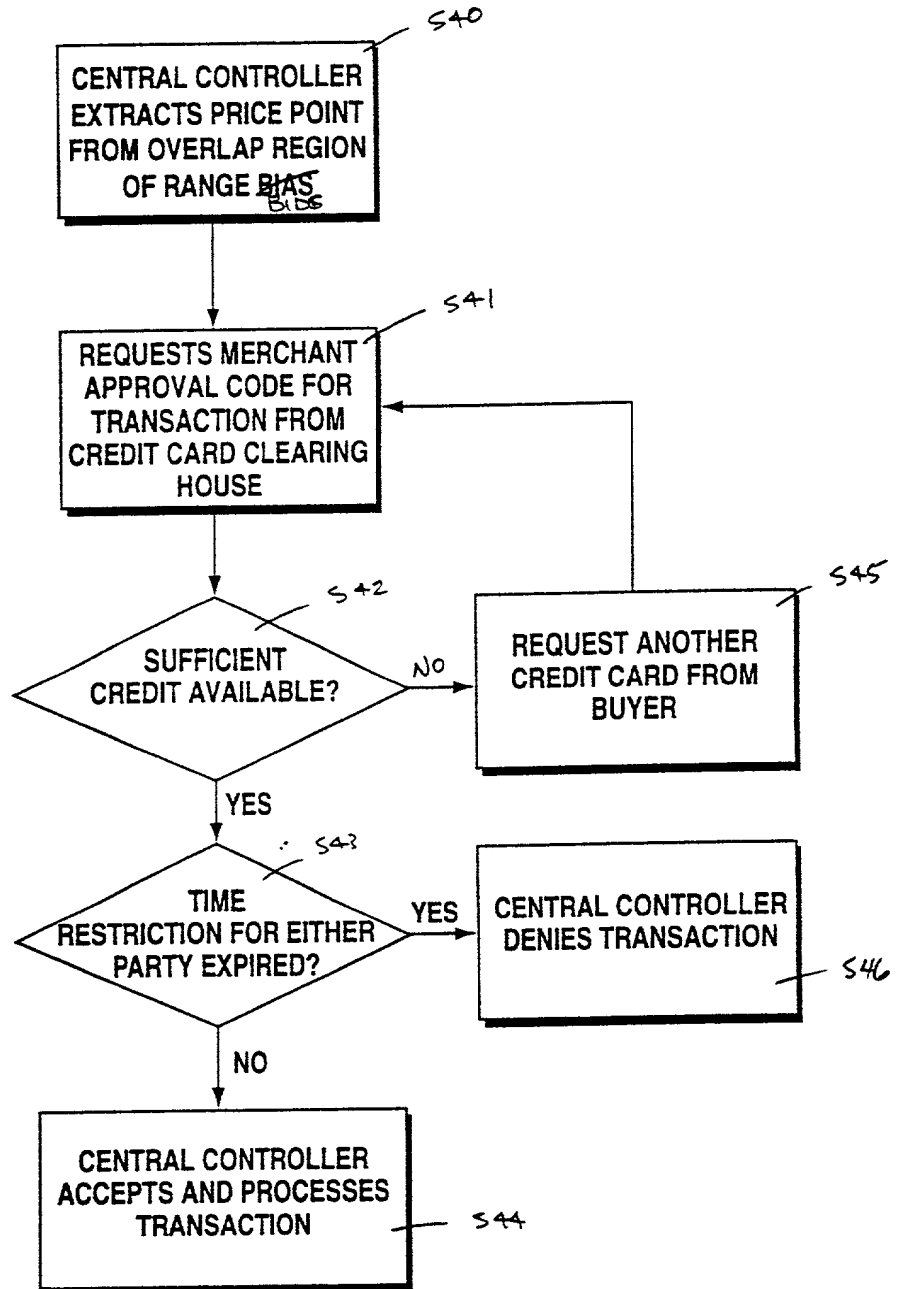 S40
CENTRAL CONTROLLER
EXTRACTS PRICE POINT
FROM OVERLAP REGION
OF RANGE BIAS
BIDS
S41
REQUESTS MERCHANT
APPROVAL CODE FOR
TRANSACTION FROM
CREDIT CARD CLEARING
HOUSE
S42
SUFFICIENT
CREDIT AVAILABLE?
NO
S45
REQUEST ANOTHER
CREDIT CARD FROM
BUYER
YES
S43
TIME
RESTRICTION FOR EITHER
PARTY EXPIRED?
YES
CENTRAL CONTROLLER
DENIES TRANSACTION
S46
NO
CENTRAL CONTROLLER
ACCEPTS AND PROCESSES
TRANSACTION
S44